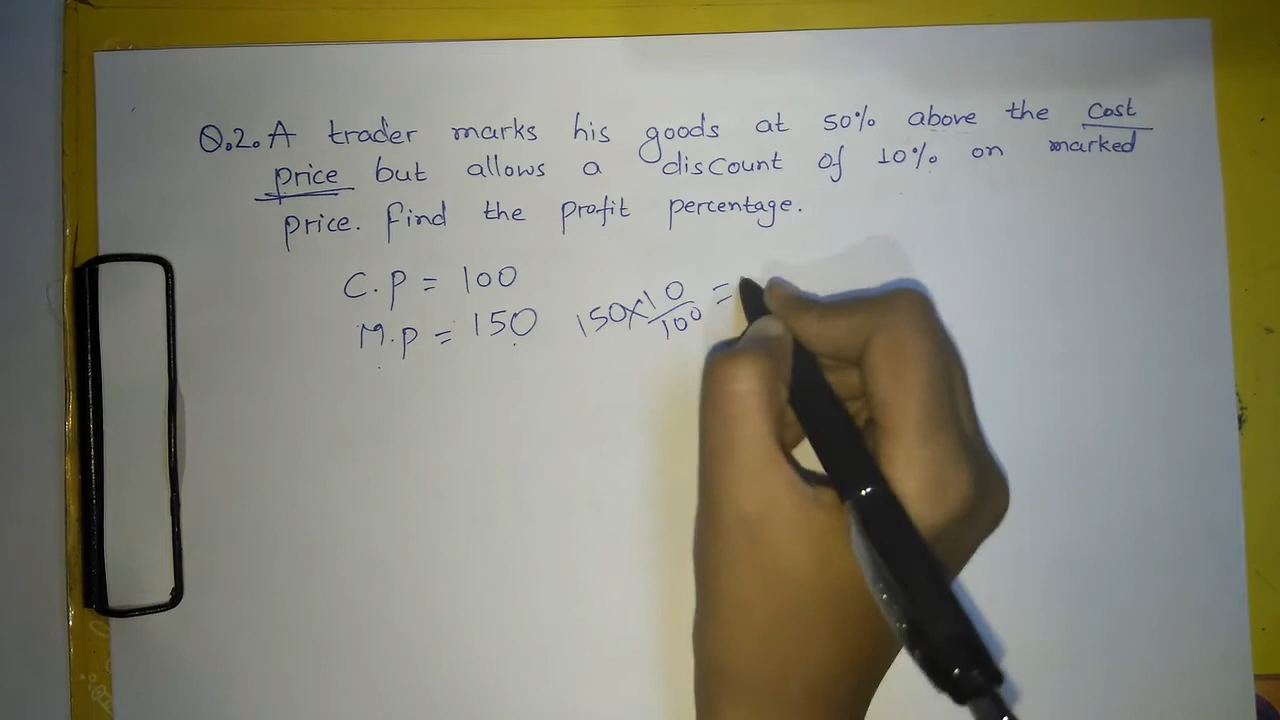 Q.2. A trader marks his goods at 50% above the cost
price but allows a discount of 10% on marked
price. find the profit percentage.
C.P = 100
M.P = 150 150×10/100 =